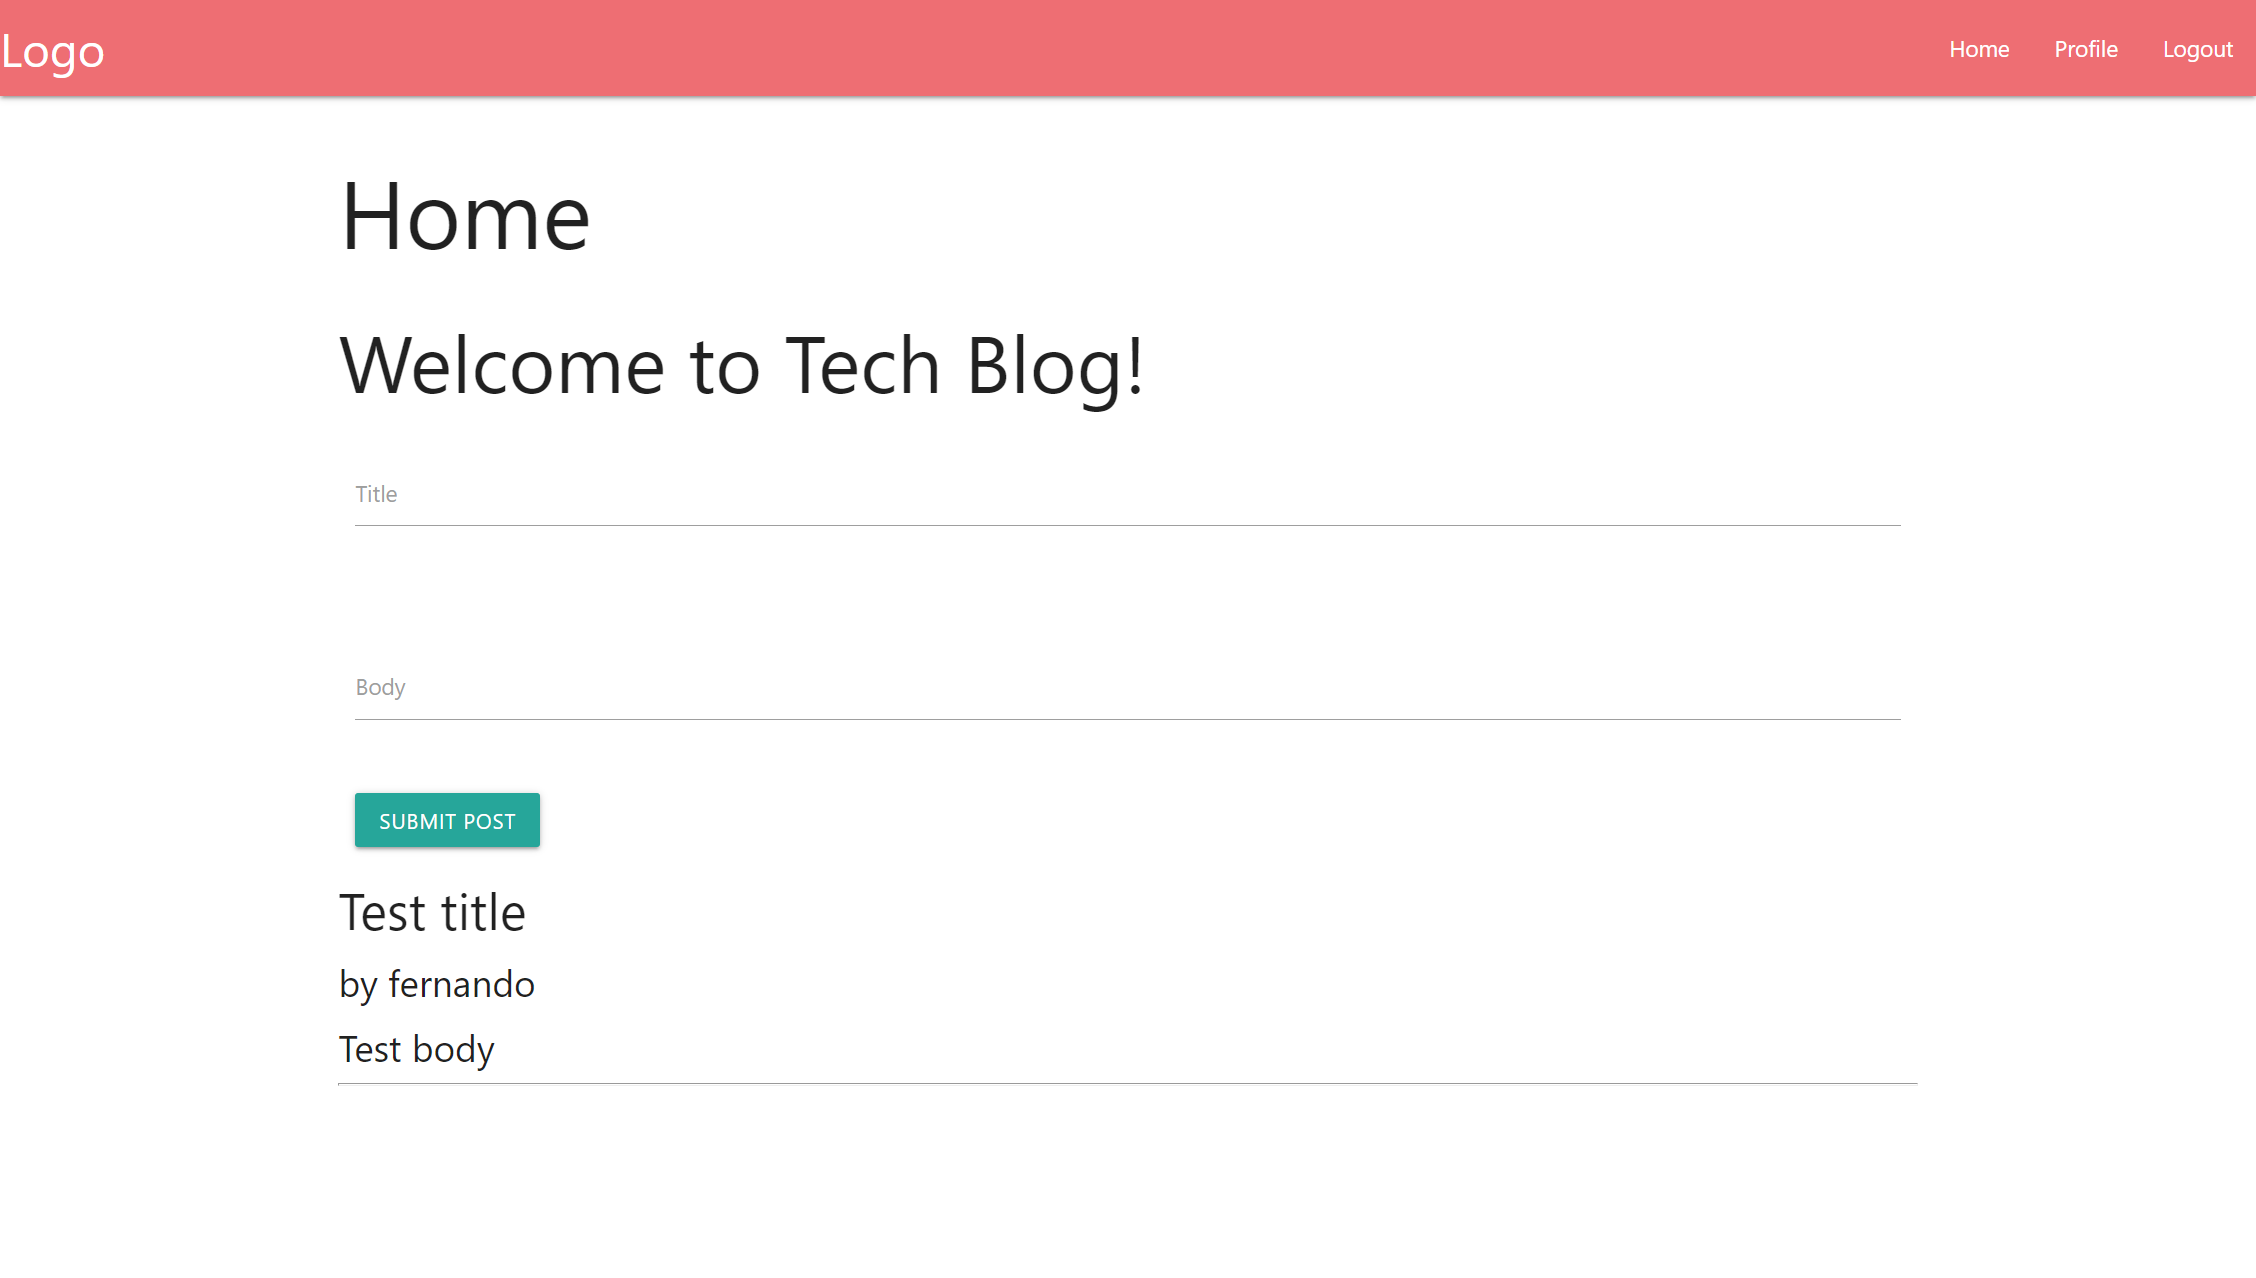 Logo
Home Profile Logout
Home
Welcome to Tech Blog!
Title
Body
SUBMIT POST
Test title
by fernando
Test body